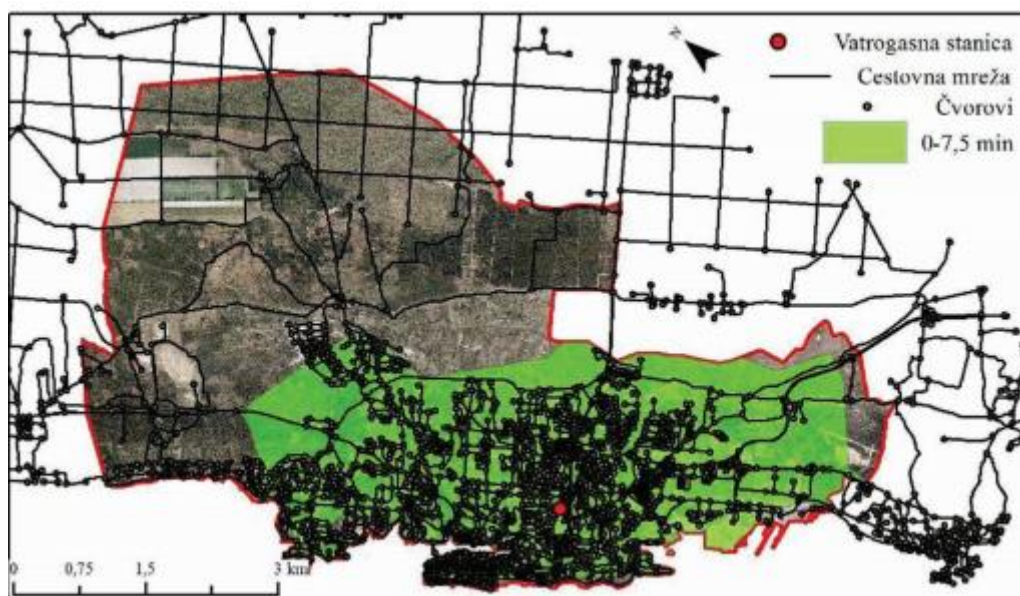 N
Vatrogasna stanica
Cestovna mreža
Čvorovi
0-7,5 min
0 0,75 1,5 3 km